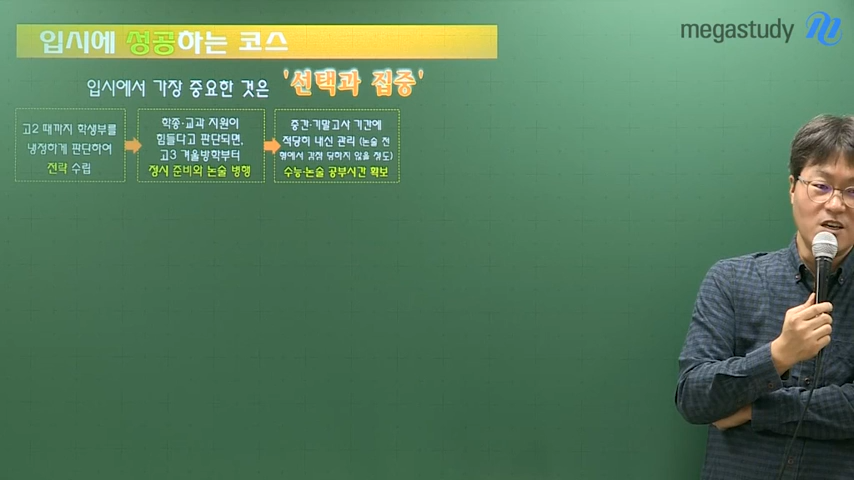 megastudy
입시에 성공하는 코스
입시에서 가장 중요한 것은 '선택과 집중'
고2 때까지 학생부를
냉정하게 판단하여
전략 수립
학종·교과 지원이
힘들다고 판단되면,
고3 겨울방학부터
정시 준비와 논술 병행
중간·기말고사 기간에
적당히 내신 관리 (논술 전
형에서 감점 당하지 않을 정도)
수능·논술 공부시간 확보